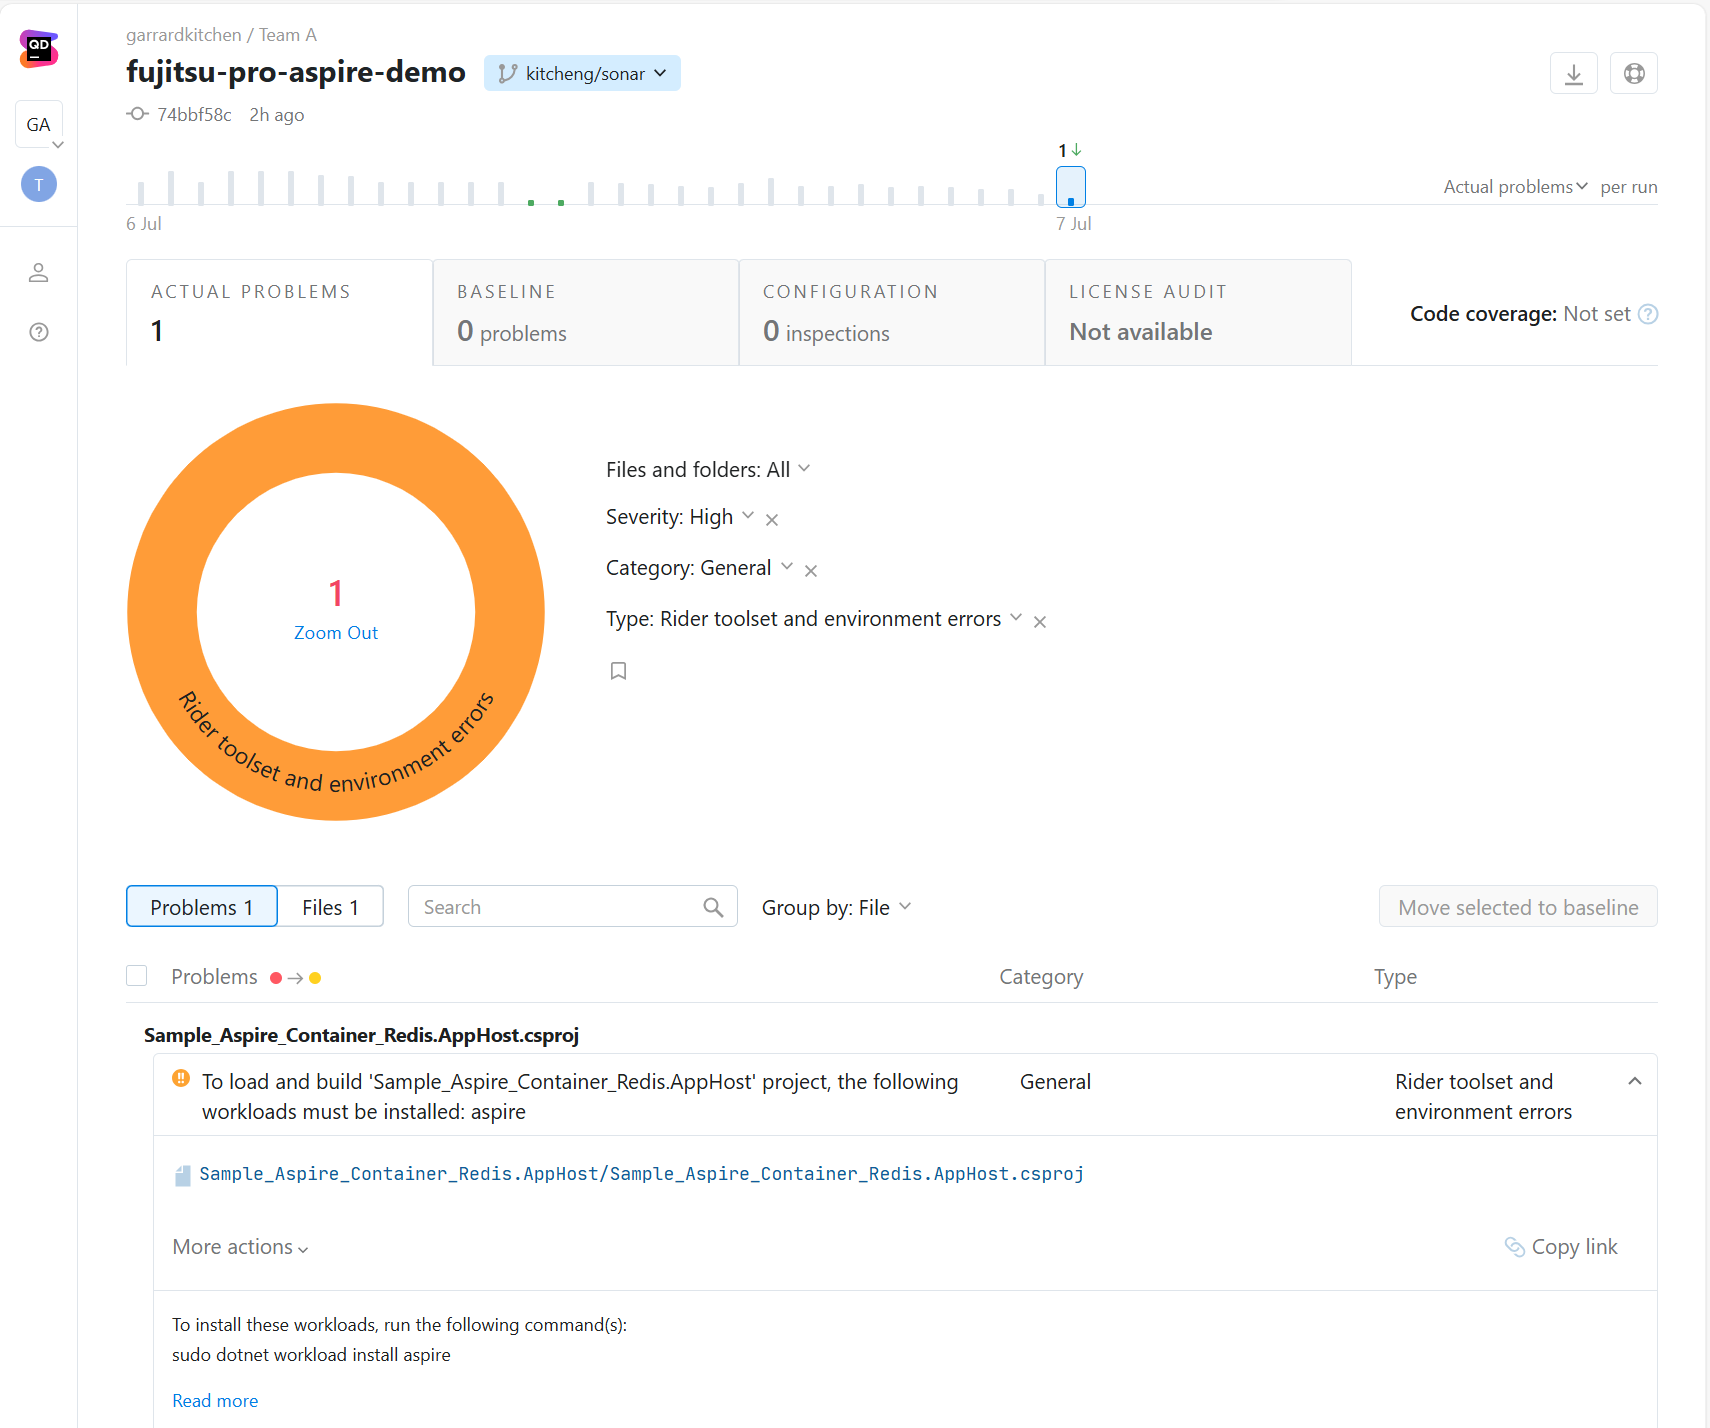 QD
GA
T
garrardkitchen / Team A
fujitsu-pro-aspire-demo
kitcheng/sonar
74bbf58c 2h ago
1
6 Jul
7 Jul
Actual problems per run
ACTUAL PROBLEMS
1
BASELINE
0 problems
CONFIGURATION
0 inspections
LICENSE AUDIT
Not available
Code coverage: Not set ?
1
Zoom Out
Rider toolset and environment errors
Files and folders: All
Severity: High
Category: General
Type: Rider toolset and environment errors
Problems 1
Files 1
Search
Group by: File
Move selected to baseline
Problems
Category
Type
Sample_Aspire_Container_Redis.AppHost.csproj
To load and build 'Sample_Aspire_Container_Redis.AppHost' project, the following
workloads must be installed: aspire
General
Rider toolset and
environment errors
Sample_Aspire_Container_Redis.AppHost/Sample_Aspire_Container_Redis.AppHost.csproj
More actions
Copy link
To install these workloads, run the following command(s):
sudo dotnet workload install aspire
Read more